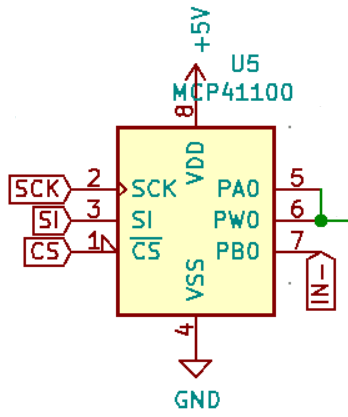 +5V
U5
MCP41100
8
VDD
SCK 2 SCK PA0 5
SI 3 SI PW0 6
CS 1 CS PB0 7
IN-
VSS
4
GND